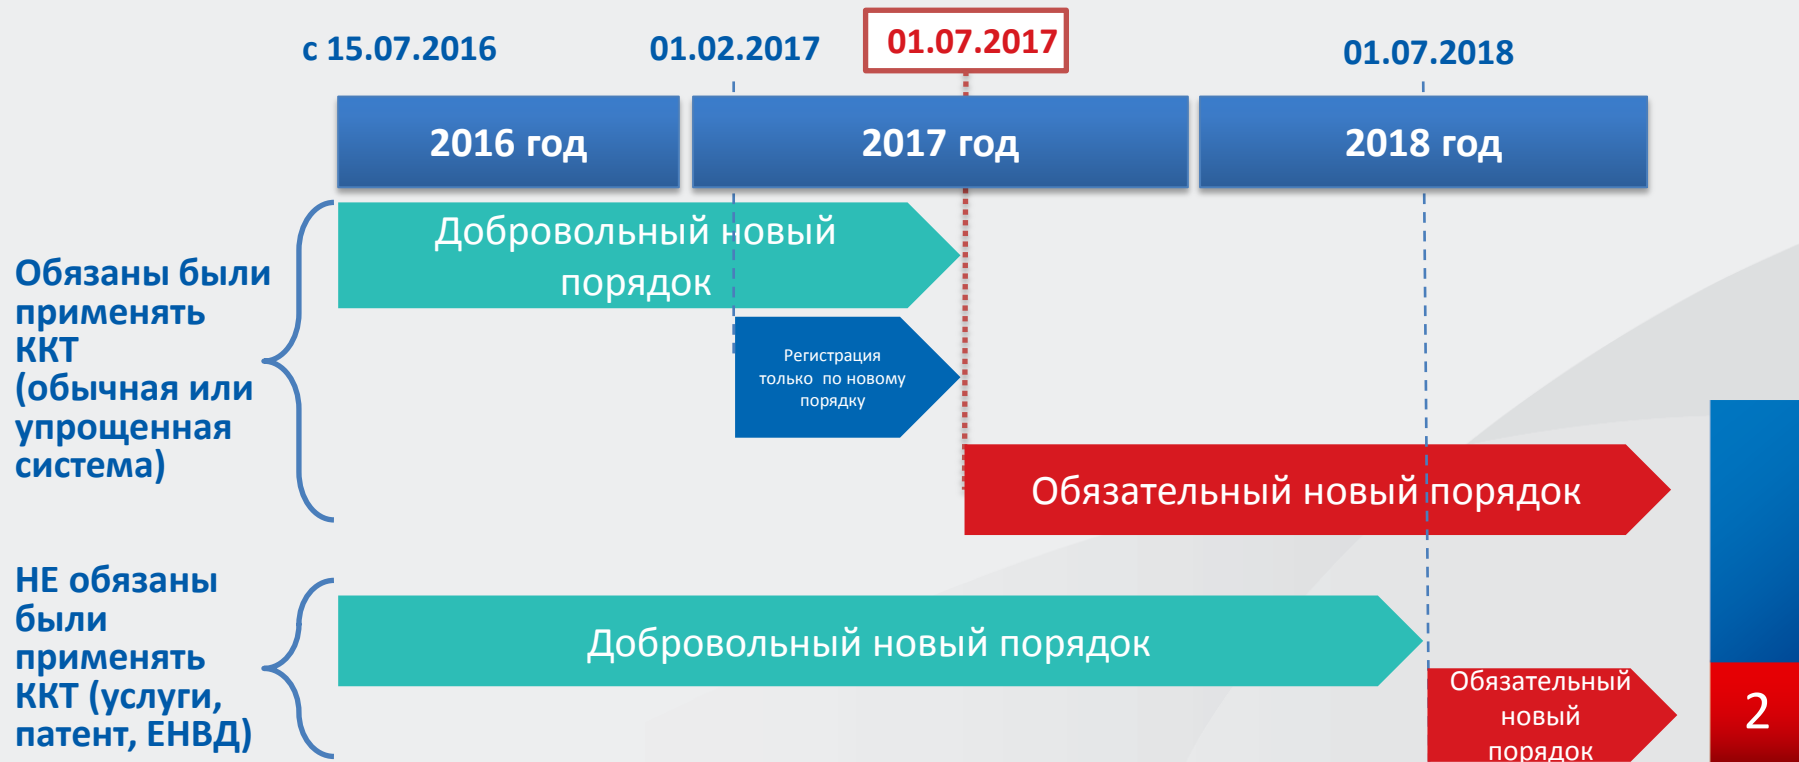 с 15.07.2016
01.02.2017
01.07.2017
01.07.2018
2016 год
2017 год
2018 год
Обязаны были
применять
ККТ
(обычная или
упрощенная
система)
Добровольный новый
порядок
Регистрация
только по новому
порядку
Обязательный новый порядок
НЕ обязаны
были
применять
ККТ (услуги,
патент, ЕНВД)
Добровольный новый порядок
Обязательный
новый
порядок
2